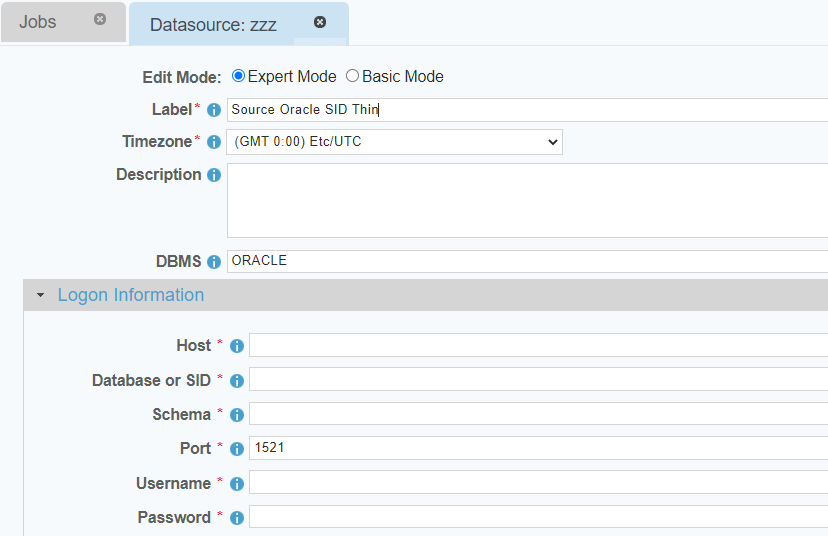 Jobs
Datasource: zzz
Edit Mode: Expert Mode Basic Mode
Label* Source Oracle SID Thin
Timezone* (GMT 0:00) Etc/UTC
Description
DBMS ORACLE
Logon Information
Host *
Database or SID *
Schema *
Port * 1521
Username *
Password *